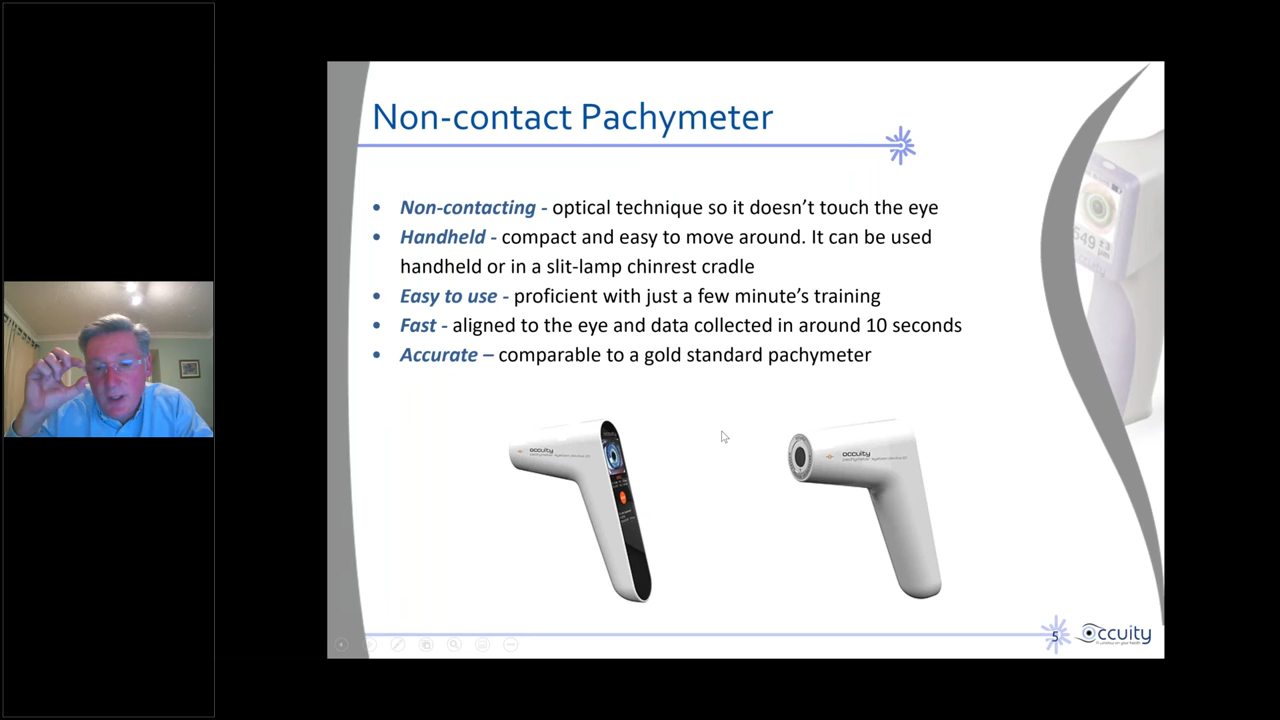 Non-contact Pachymeter
• Non-contacting - optical technique so it doesn't touch the eye
• Handheld - compact and easy to move around. It can be used
handheld or in a slit-lamp chinrest cradle
• Easy to use - proficient with just a few minute's training
• Fast - aligned to the eye and data collected in around 10 seconds
• Accurate – comparable to a gold standard pachymeter
549
μm
occuity
occuity
5
Occuity